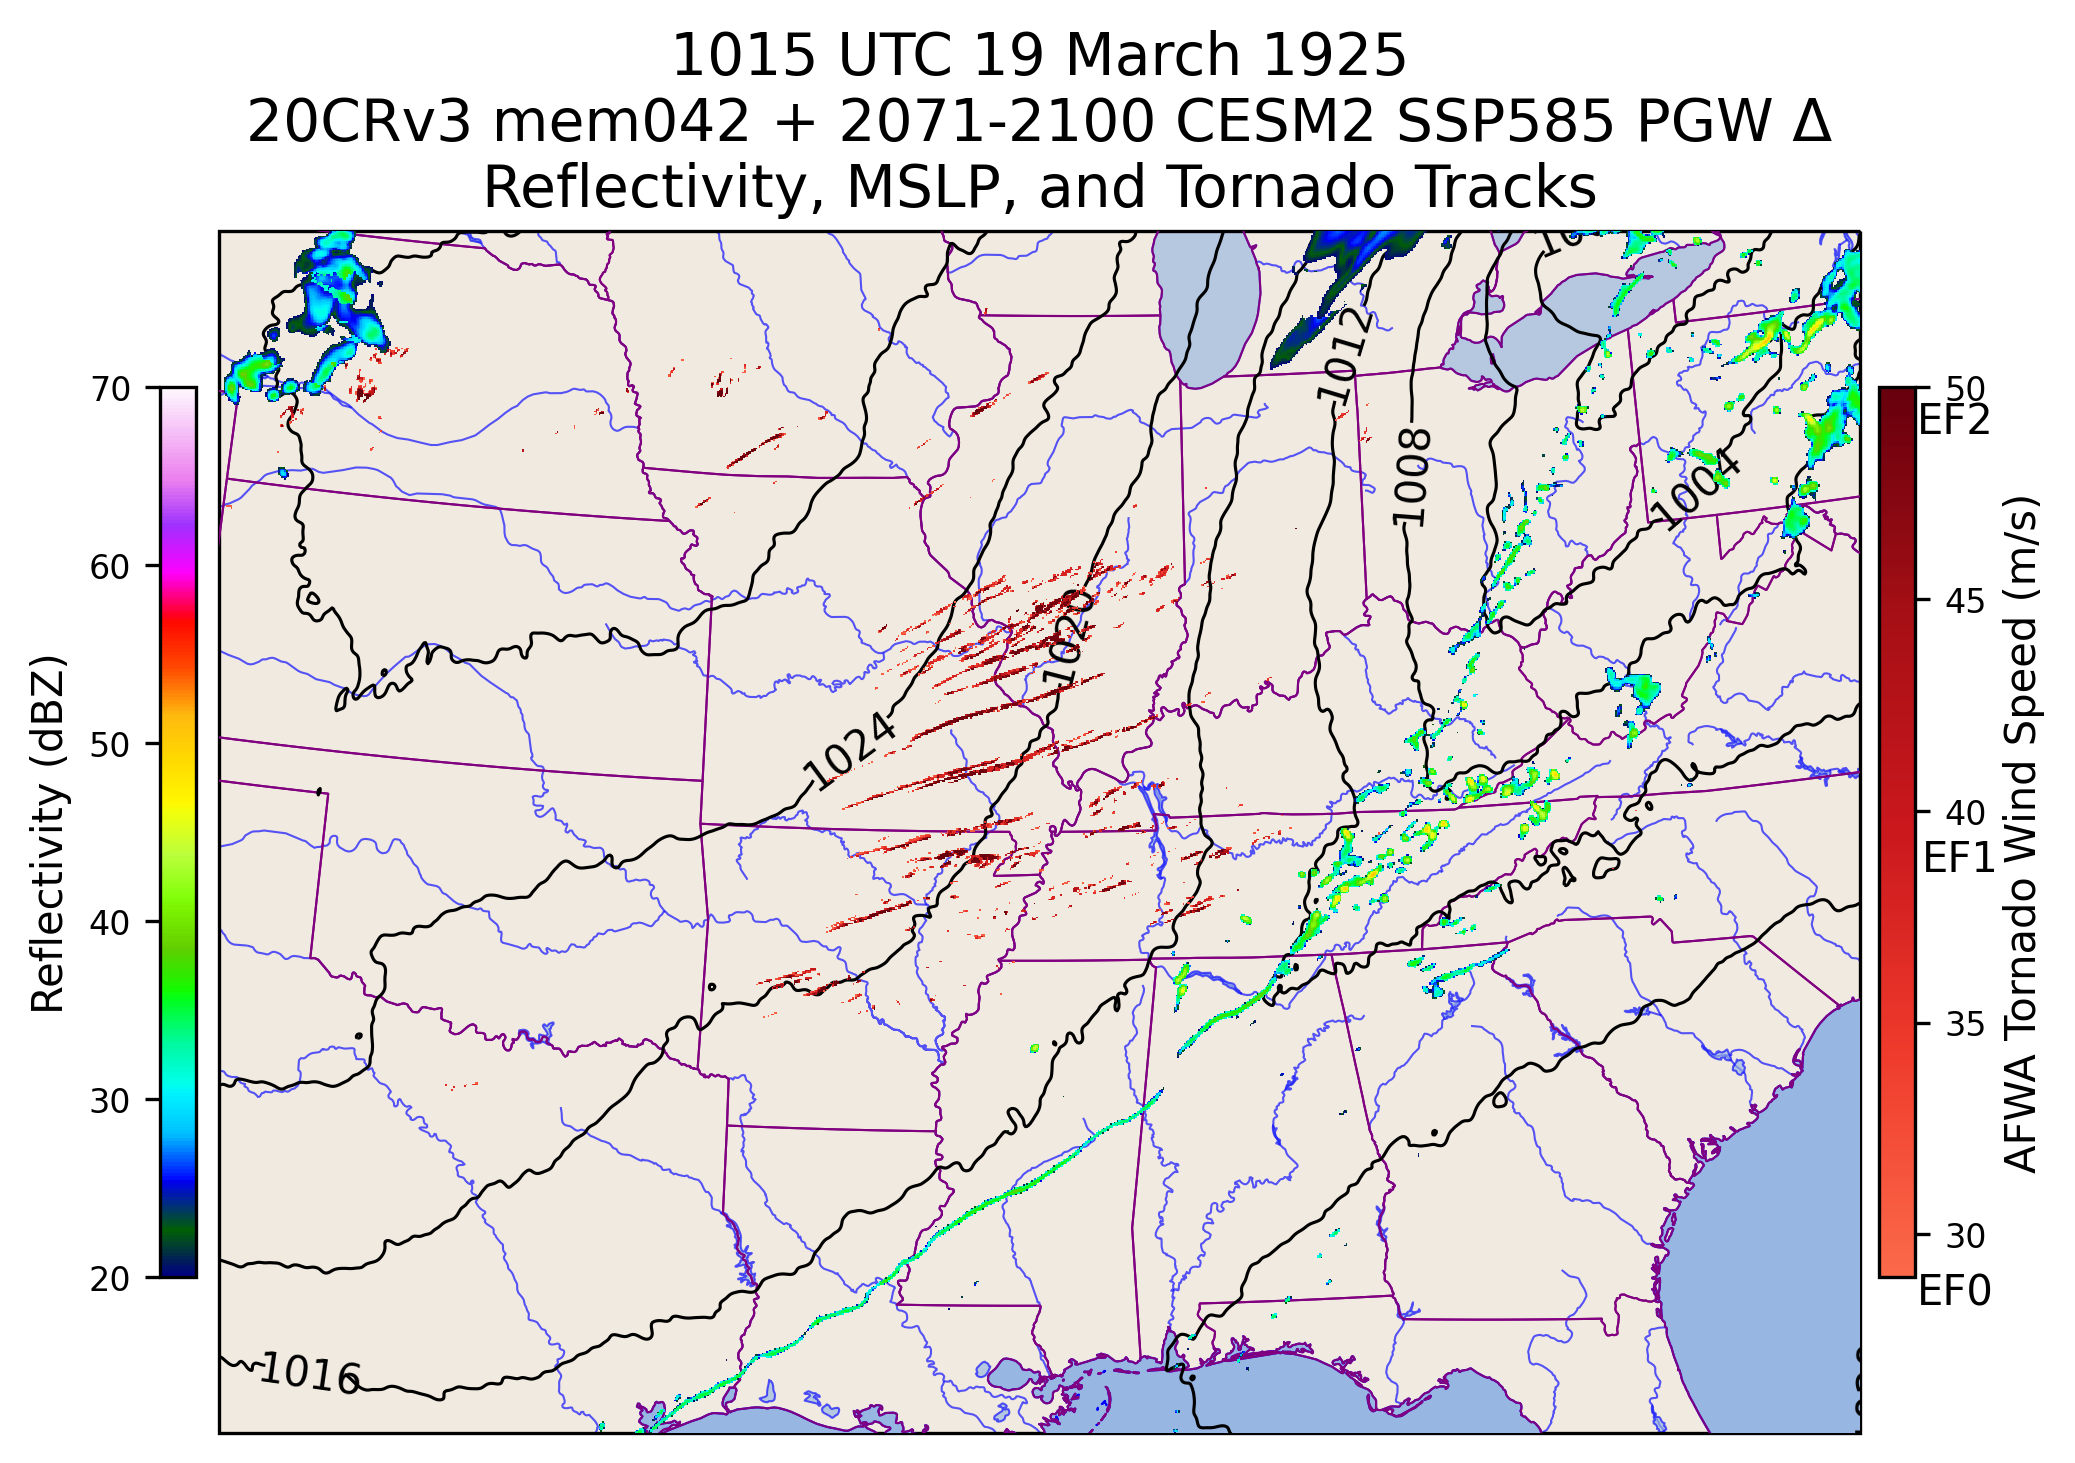 1015 UTC 19 March 1925
20CRv3 mem042 + 2071-2100 CESM2 SSP585 PGW Δ
Reflectivity, MSLP, and Tornado Tracks
70
60
50
40
30
20
Reflectivity (dBZ)
1012
1008
1004
1020
1024
1016
50
EF2
45
40
EF1
35
30
EF0
AFWA Tornado Wind Speed (m/s)